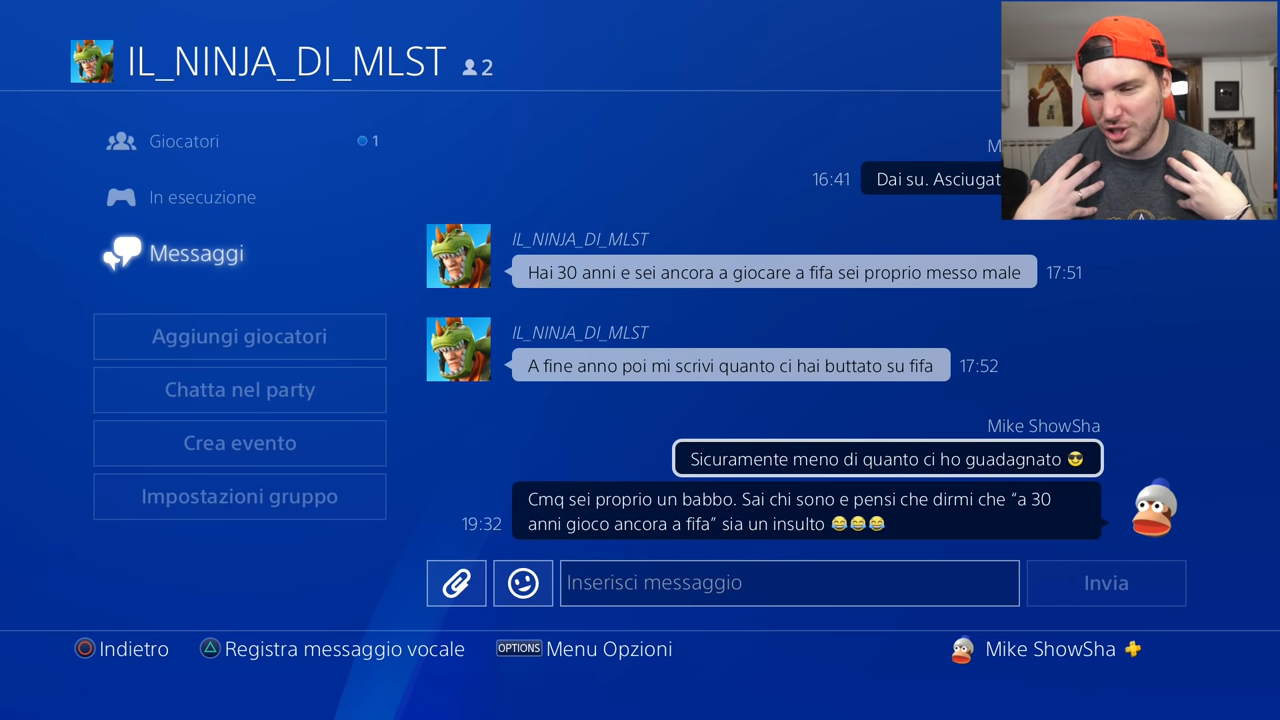 IL_NINJA_DI_MLST 2
Giocatori 1
In esecuzione
Messaggi
Aggiungi giocatori
Chatta nel party
Crea evento
Impostazioni gruppo
M
16:41 Dai su. Asciugat
IL_NINJA_DI_MLST
Hai 30 anni e sei ancora a giocare a fifa sei proprio messo male 17:51
IL_NINJA_DI_MLST
A fine anno poi mi scrivi quanto ci hai buttato su fifa 17:52
Mike ShowSha
Sicuramente meno di quanto ci ho guadagnato 😎
Cmq sei proprio un babbo. Sai chi sono e pensi che dirmi che “a 30
19:32 anni gioco ancora a fifa” sia un insulto 😂😂😂
Inserisci messaggio Invia
Indietro Registra messaggio vocale OPTIONS Menu Opzioni Mike ShowSha